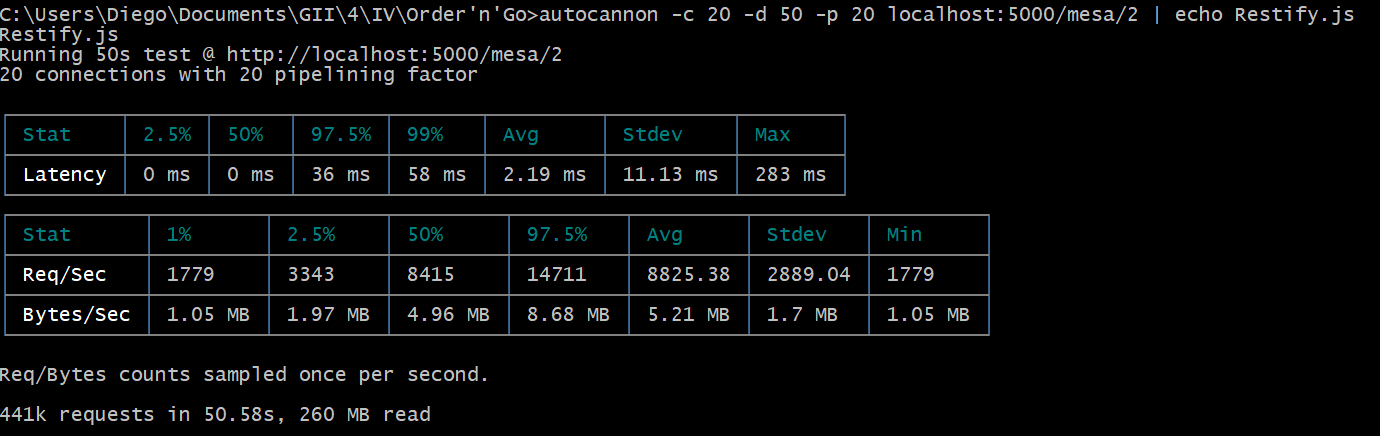 C:\Users\Diego\Documents\GII\4\IV\Order'n'Go>autocannon -c 20 -d 50 -p 20 localhost:5000/mesa/2 | echo Restify.js
Restify.js
Running 50s test @ http://localhost:5000/mesa/2
20 connections with 20 pipelining factor
Stat 2.5% 50% 97.5% 99% Avg Stdev Max
Latency 0 ms 0 ms 36 ms 58 ms 2.19 ms 11.13 ms 283 ms
Stat 1% 2.5% 50% 97.5% Avg Stdev Min
Req/Sec 1779 3343 8415 14711 8825.38 2889.04 1779
Bytes/Sec 1.05 MB 1.97 MB 4.96 MB 8.68 MB 5.21 MB 1.7 MB 1.05 MB
Req/Bytes counts sampled once per second.
441k requests in 50.58s, 260 MB read